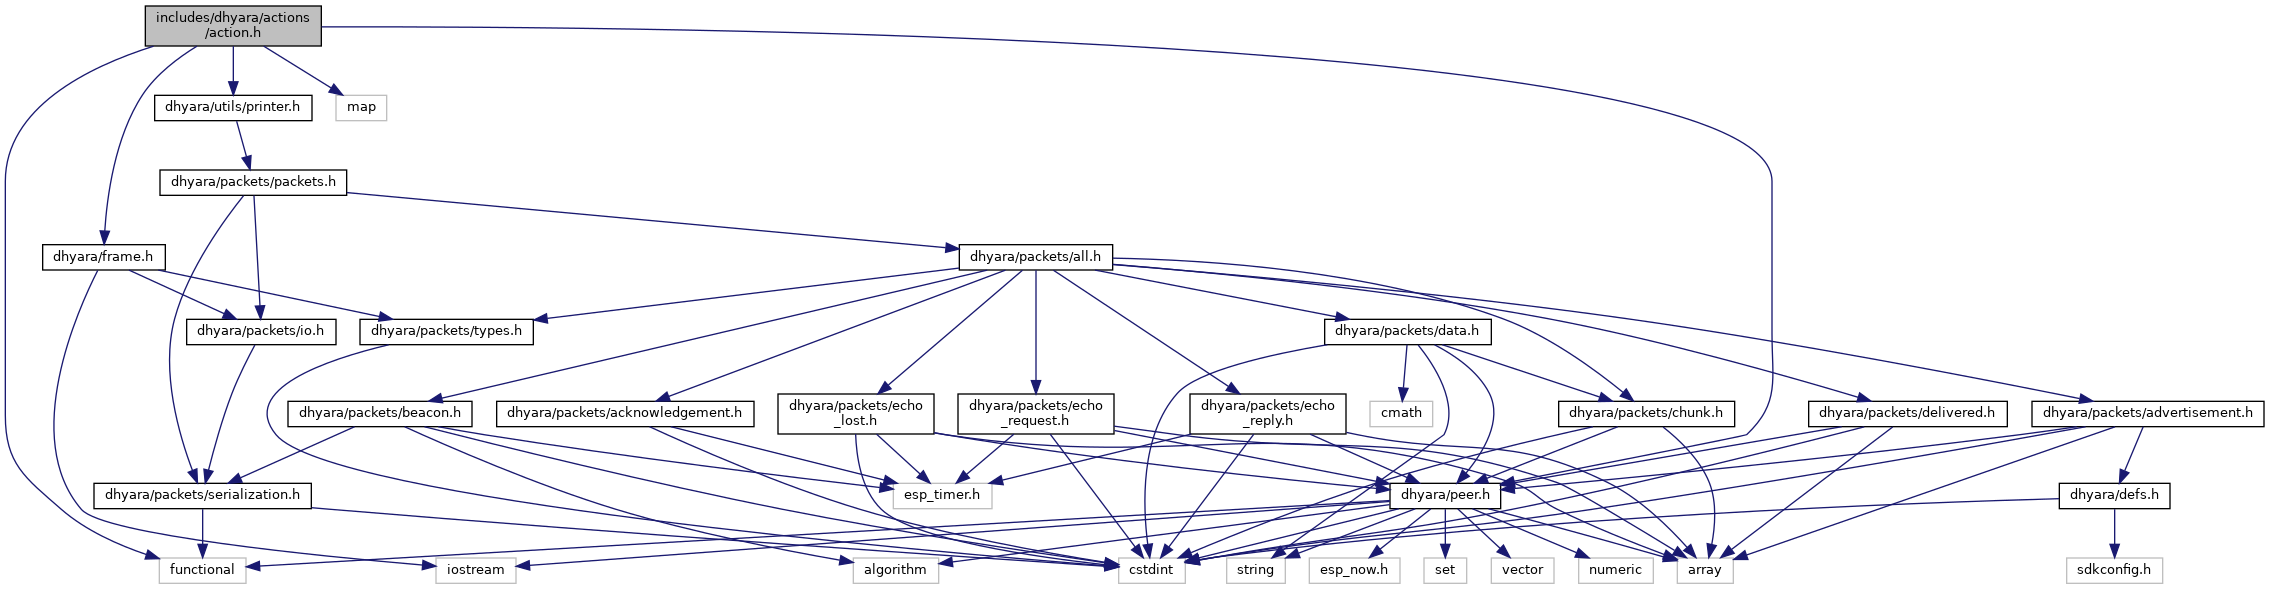 includes/dhyara/actions
/action.h
dhyara/utils/printer.h
map
dhyara/packets/packets.h
dhyara/frame.h
dhyara/packets/all.h
dhyara/packets/io.h
dhyara/packets/types.h
dhyara/packets/data.h
dhyara/packets/beacon.h
dhyara/packets/acknowledgement.h
dhyara/packets/echo
_lost.h
dhyara/packets/echo
_request.h
dhyara/packets/echo
_reply.h
cmath
dhyara/packets/chunk.h
dhyara/packets/delivered.h
dhyara/packets/advertisement.h
dhyara/packets/serialization.h
esp_timer.h
dhyara/peer.h
dhyara/defs.h
functional
iostream
algorithm
cstdint
string
esp_now.h
set
vector
numeric
array
sdkconfig.h